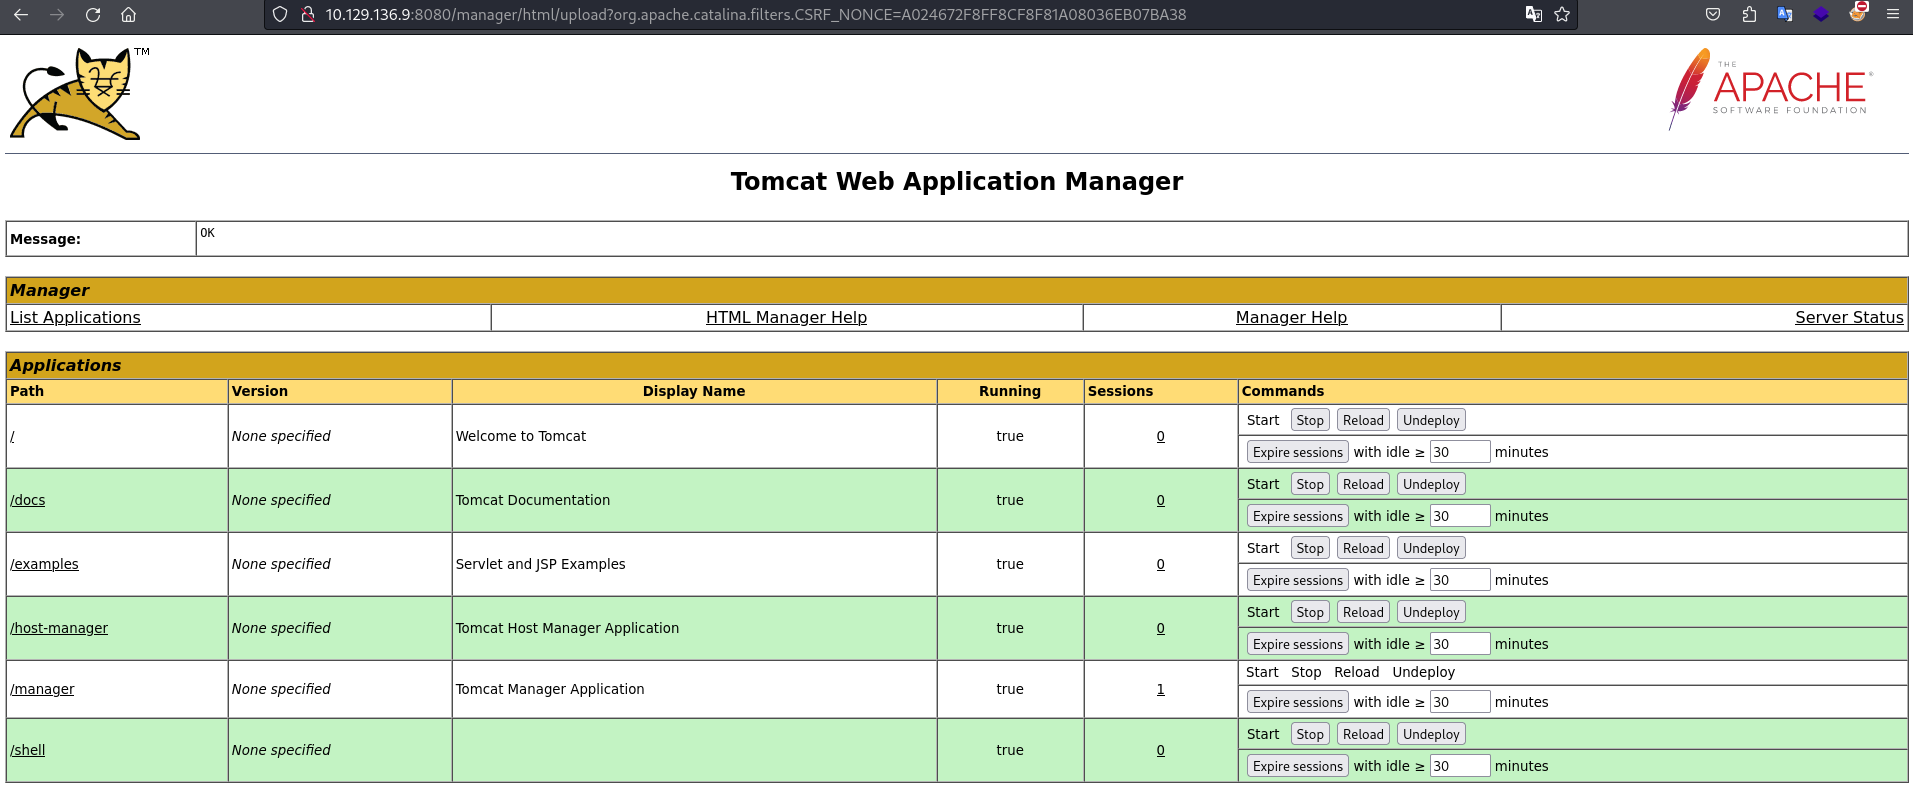 10.129.136.9:8080/manager/html/upload?org.apache.catalina.filters.CSRF_NONCE=A024672F8FF8CF8F81A08036EB07BA38
TM
THE
APACHE®
SOFTWARE FOUNDATION
Tomcat Web Application Manager
Message: OK
Manager
List Applications HTML Manager Help Manager Help Server Status
Applications
Path Version Display Name Running Sessions Commands
/ None specified Welcome to Tomcat true 0 Start Stop Reload Undeploy
Expire sessions with idle ≥ 30 minutes
/docs None specified Tomcat Documentation true 0 Start Stop Reload Undeploy
Expire sessions with idle ≥ 30 minutes
/examples None specified Servlet and JSP Examples true 0 Start Stop Reload Undeploy
Expire sessions with idle ≥ 30 minutes
/host-manager None specified Tomcat Host Manager Application true 0 Start Stop Reload Undeploy
Expire sessions with idle ≥ 30 minutes
/manager None specified Tomcat Manager Application true 1 Start Stop Reload Undeploy
Expire sessions with idle ≥ 30 minutes
/shell None specified true 0 Start Stop Reload Undeploy
Expire sessions with idle ≥ 30 minutes